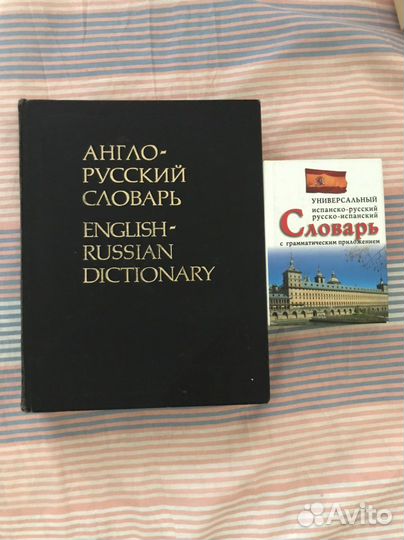 АНГЛО-
РУССКИЙ
СЛОВАРЬ
ENGLISH-
RUSSIAN
DICTIONARY
УНИВЕРСАЛЬНЫЙ
испанско-русский
русско-испанский
Словарь
с грамматическим приложением
Avito